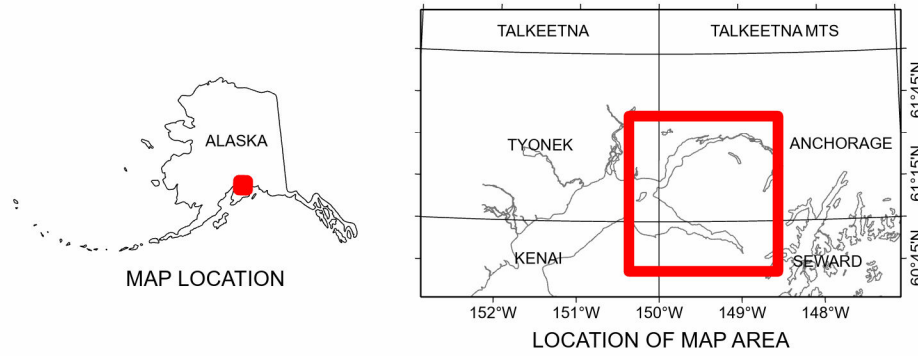 ALASKA
MAP LOCATION
TALKEETNA
TALKEETNA MTS
TYONEK
ANCHORAGE
KENAI
SEWARD
61°45'N
61°15'N
60°45'N
152°W
151°W
150°W
149°W
148°W
LOCATION OF MAP AREA